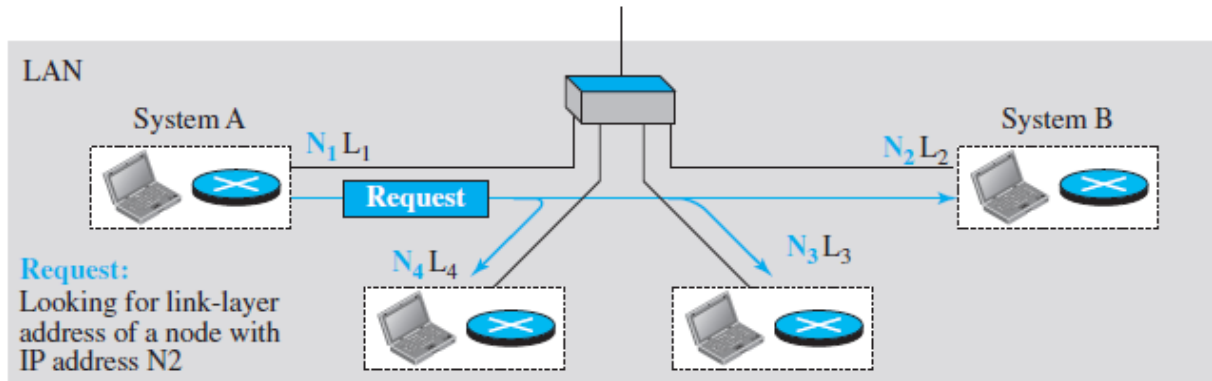 LAN
System A
System B
N1 L1
N2 L2
Request
N4 L4
N3 L3
Request:
Looking for link-layer
address of a node with
IP address N2